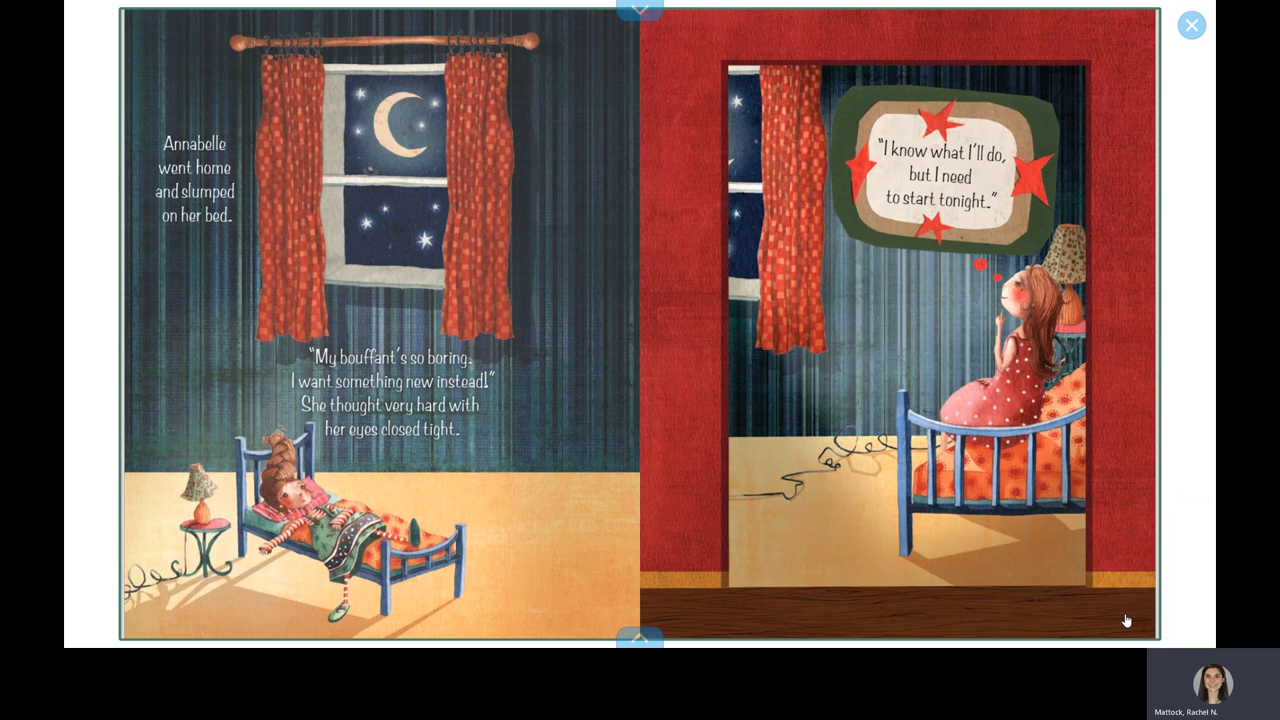 Annabelle
went home
and slumped
on her bed.
"My bouffant's so boring.
I want something new instead!"
She thought very hard with
her eyes closed tight.
"I know what I'll do,
but I need
to start tonight."
Mattock, Rachel N.